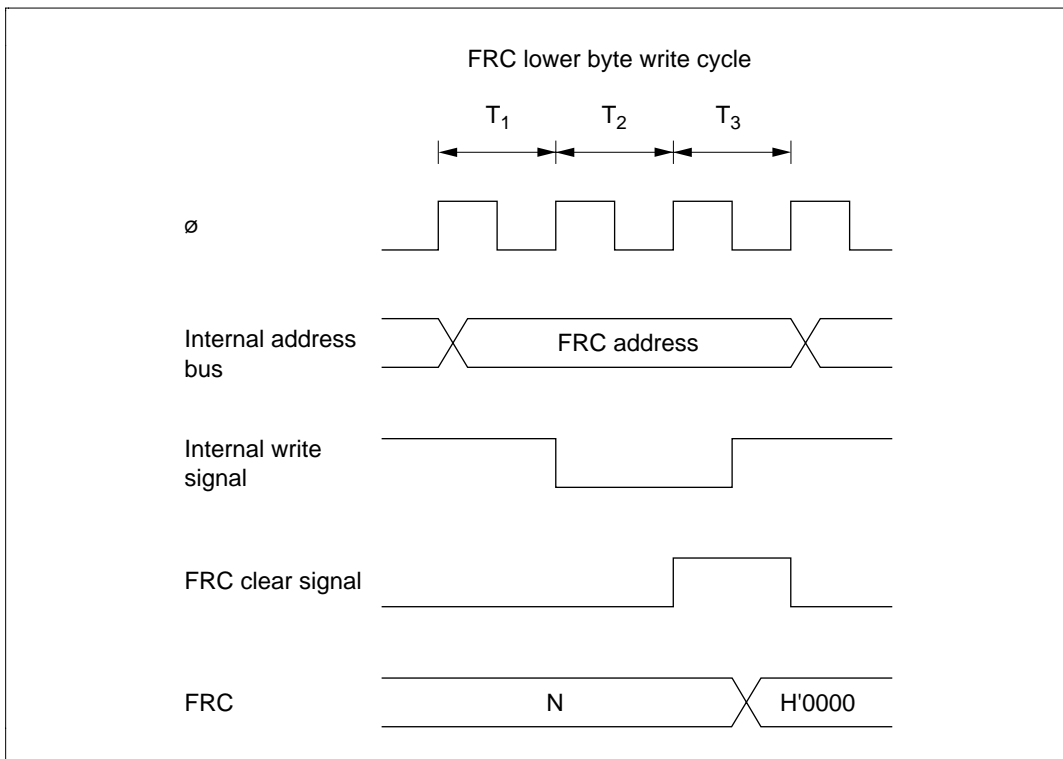 FRC lower byte write cycle
T1 T2 T3
ø
Internal address
bus
FRC address
Internal write
signal
FRC clear signal
FRC
N
H'0000